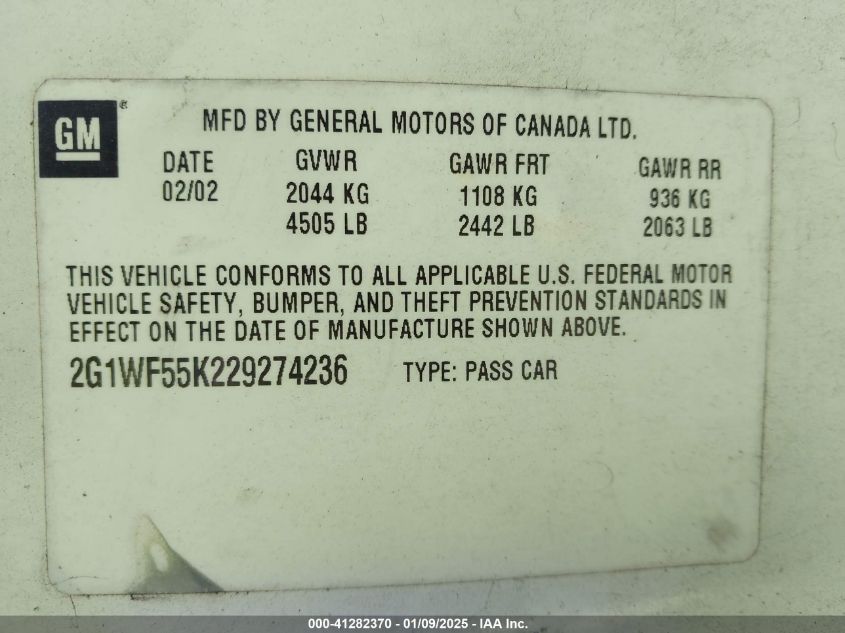 GM®
MFD BY GENERAL MOTORS OF CANADA LTD.
DATE GVWR GAWR FRT GAWR RR
02/02 2044 KG 1108 KG 936 KG
4505 LB 2442 LB 2063 LB
THIS VEHICLE CONFORMS TO ALL APPLICABLE U.S. FEDERAL MOTOR
VEHICLE SAFETY, BUMPER, AND THEFT PREVENTION STANDARDS IN
EFFECT ON THE DATE OF MANUFACTURE SHOWN ABOVE.
2G1WF55K229274236 TYPE: PASS CAR
000-41282370 - 01/09/2025 - IAA Inc.